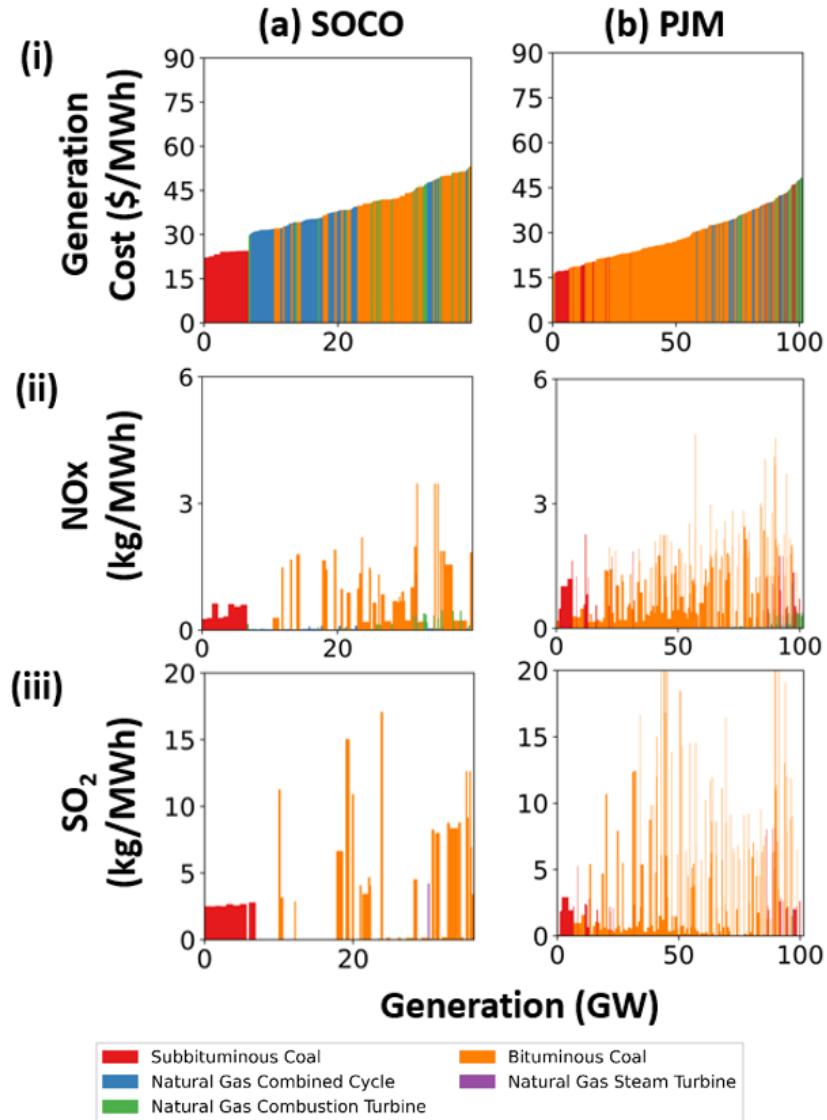 (a) SOCO (b) PJM
(i)
Generation
Cost ($/MWh)
90
75
60
45
30
15
0
0 20
90
75
60
45
30
15
0
0 50 100
(ii)
NOx
(kg/MWh)
6
3
0
0 20
6
3
0
0 50 100
(iii)
SO2
(kg/MWh)
20
15
10
5
0
0 20
20
15
10
5
0
0 50 100
Generation (GW)
Subbituminous Coal Bituminous Coal
Natural Gas Combined Cycle Natural Gas Steam Turbine
Natural Gas Combustion Turbine